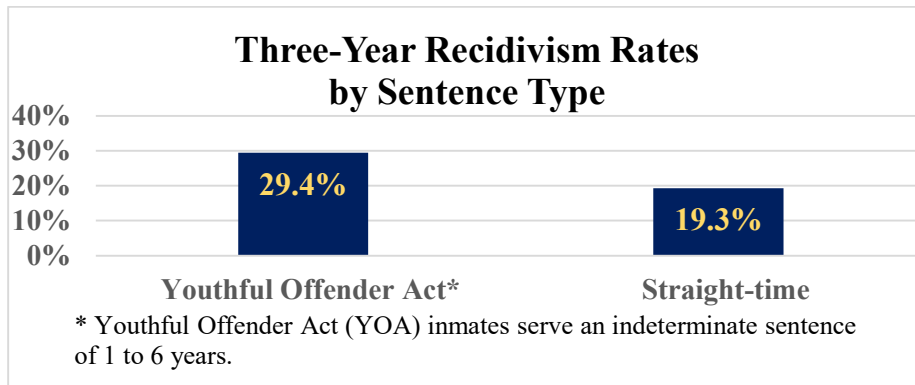 Three-Year Recidivism Rates
by Sentence Type
40%
30%
20%
10%
0%
29.4%
19.3%
Youthful Offender Act*
Straight-time
* Youthful Offender Act (YOA) inmates serve an indeterminate sentence
of 1 to 6 years.